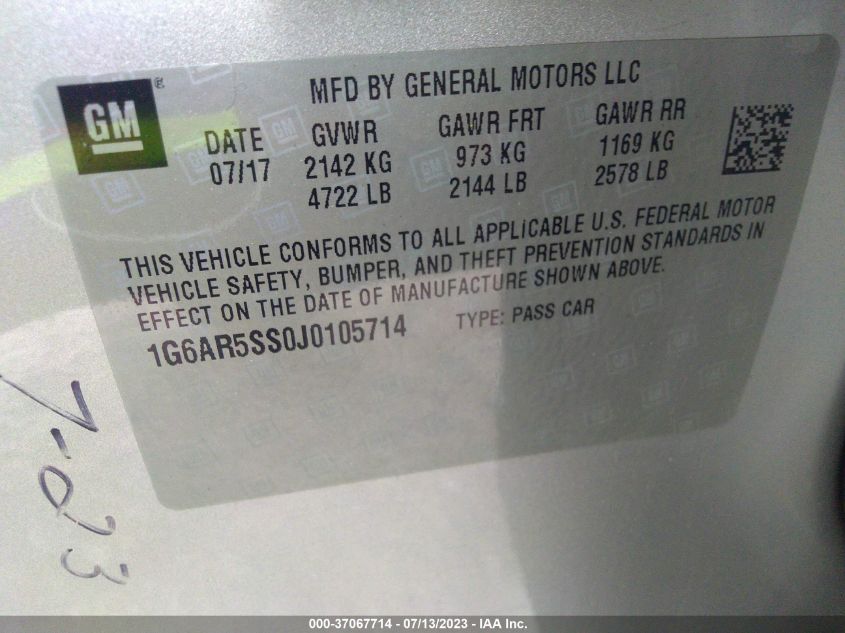 GM
MFD BY GENERAL MOTORS LLC
DATE GVWR GAWR FRT GAWR RR
07/17 2142 KG 973 KG 1169 KG
4722 LB 2144 LB 2578 LB
THIS VEHICLE CONFORMS TO ALL APPLICABLE U.S. FEDERAL MOTOR
VEHICLE SAFETY, BUMPER, AND THEFT PREVENTION STANDARDS IN
EFFECT ON THE DATE OF MANUFACTURE SHOWN ABOVE.
1G6AR5SS0J0105714 TYPE: PASS CAR
000-37067714 - 07/13/2023 - IAA Inc.